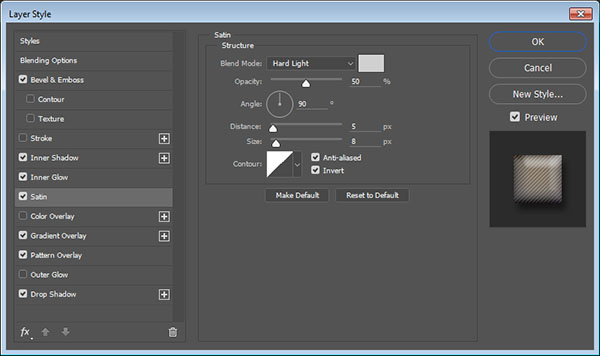 Layer Style
Styles
Blending Options
Bevel & Emboss
Contour
Texture
Stroke
Inner Shadow
Inner Glow
Satin
Color Overlay
Gradient Overlay
Pattern Overlay
Outer Glow
Drop Shadow
fx
Satin
Structure
Blend Mode: Hard Light
Opacity: 50 %
Angle: 90 °
Distance: 5 px
Size: 8 px
Contour: Anti-aliased
Invert
Make Default Reset to Default
OK
Cancel
New Style...
Preview